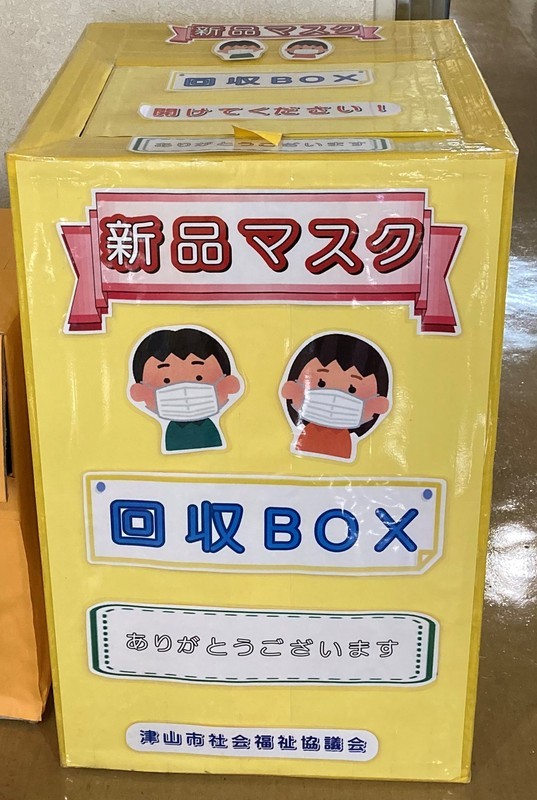 新品マスク
回収BOX
開けてください！
ありがとうございます
新品マスク
回収BOX
ありがとうございます
津山市社会福祉協議会